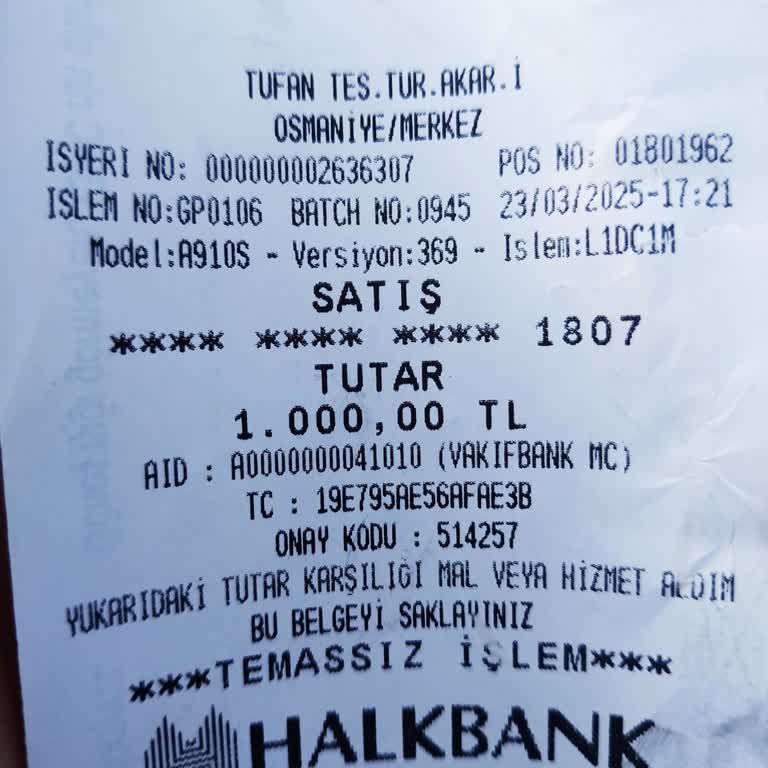 TUFAN TES.TUR.AKAR.İ
OSMANİYE/MERKEZ
ISYERI NO: 000000002636307 POS NO: 01801962
ISLEM NO:GP0106 BATCH NO:0945 23/03/2025-17:21
Model:A910S - Versiyon:369 - Islem:L1DC1M
SATIŞ
**** **** **** 1807
TUTAR
1.000,00 TL
AID : A0000000041010 (VAKIFBANK MC)
TC : 19E795AE56AFAE3B
ONAY KODU : 514257
YUKARIDAKİ TUTAR KARŞILIĞI MAL VEYA HİZMET ALDIM
BU BELGEYİ SAKLAYINIZ
***TEMASSIZ İŞLEM***
HALKBANK